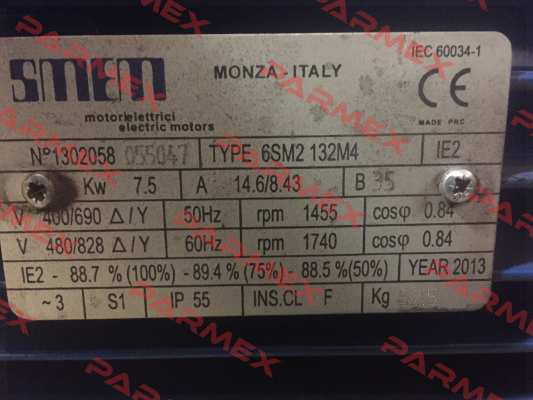 IEC 60034-1
smem
MONZA - ITALY
CE
motorielettrici
electric motors
MADE PRC
N°1302058 055047 TYPE 6SM2 132M4 IE2
Kw 7.5 A 14.6/8.43 B 35
V 400/690 Δ/Y 50Hz rpm 1455 cosφ 0.84
V 480/828 Δ/Y 60Hz rpm 1740 cosφ 0.84
IE2 - 88.7 %(100%) - 89.4 %(75%) - 88.5 %(50%) YEAR 2013
~3 S1 IP 55 INS.CL F Kg
PARMEX